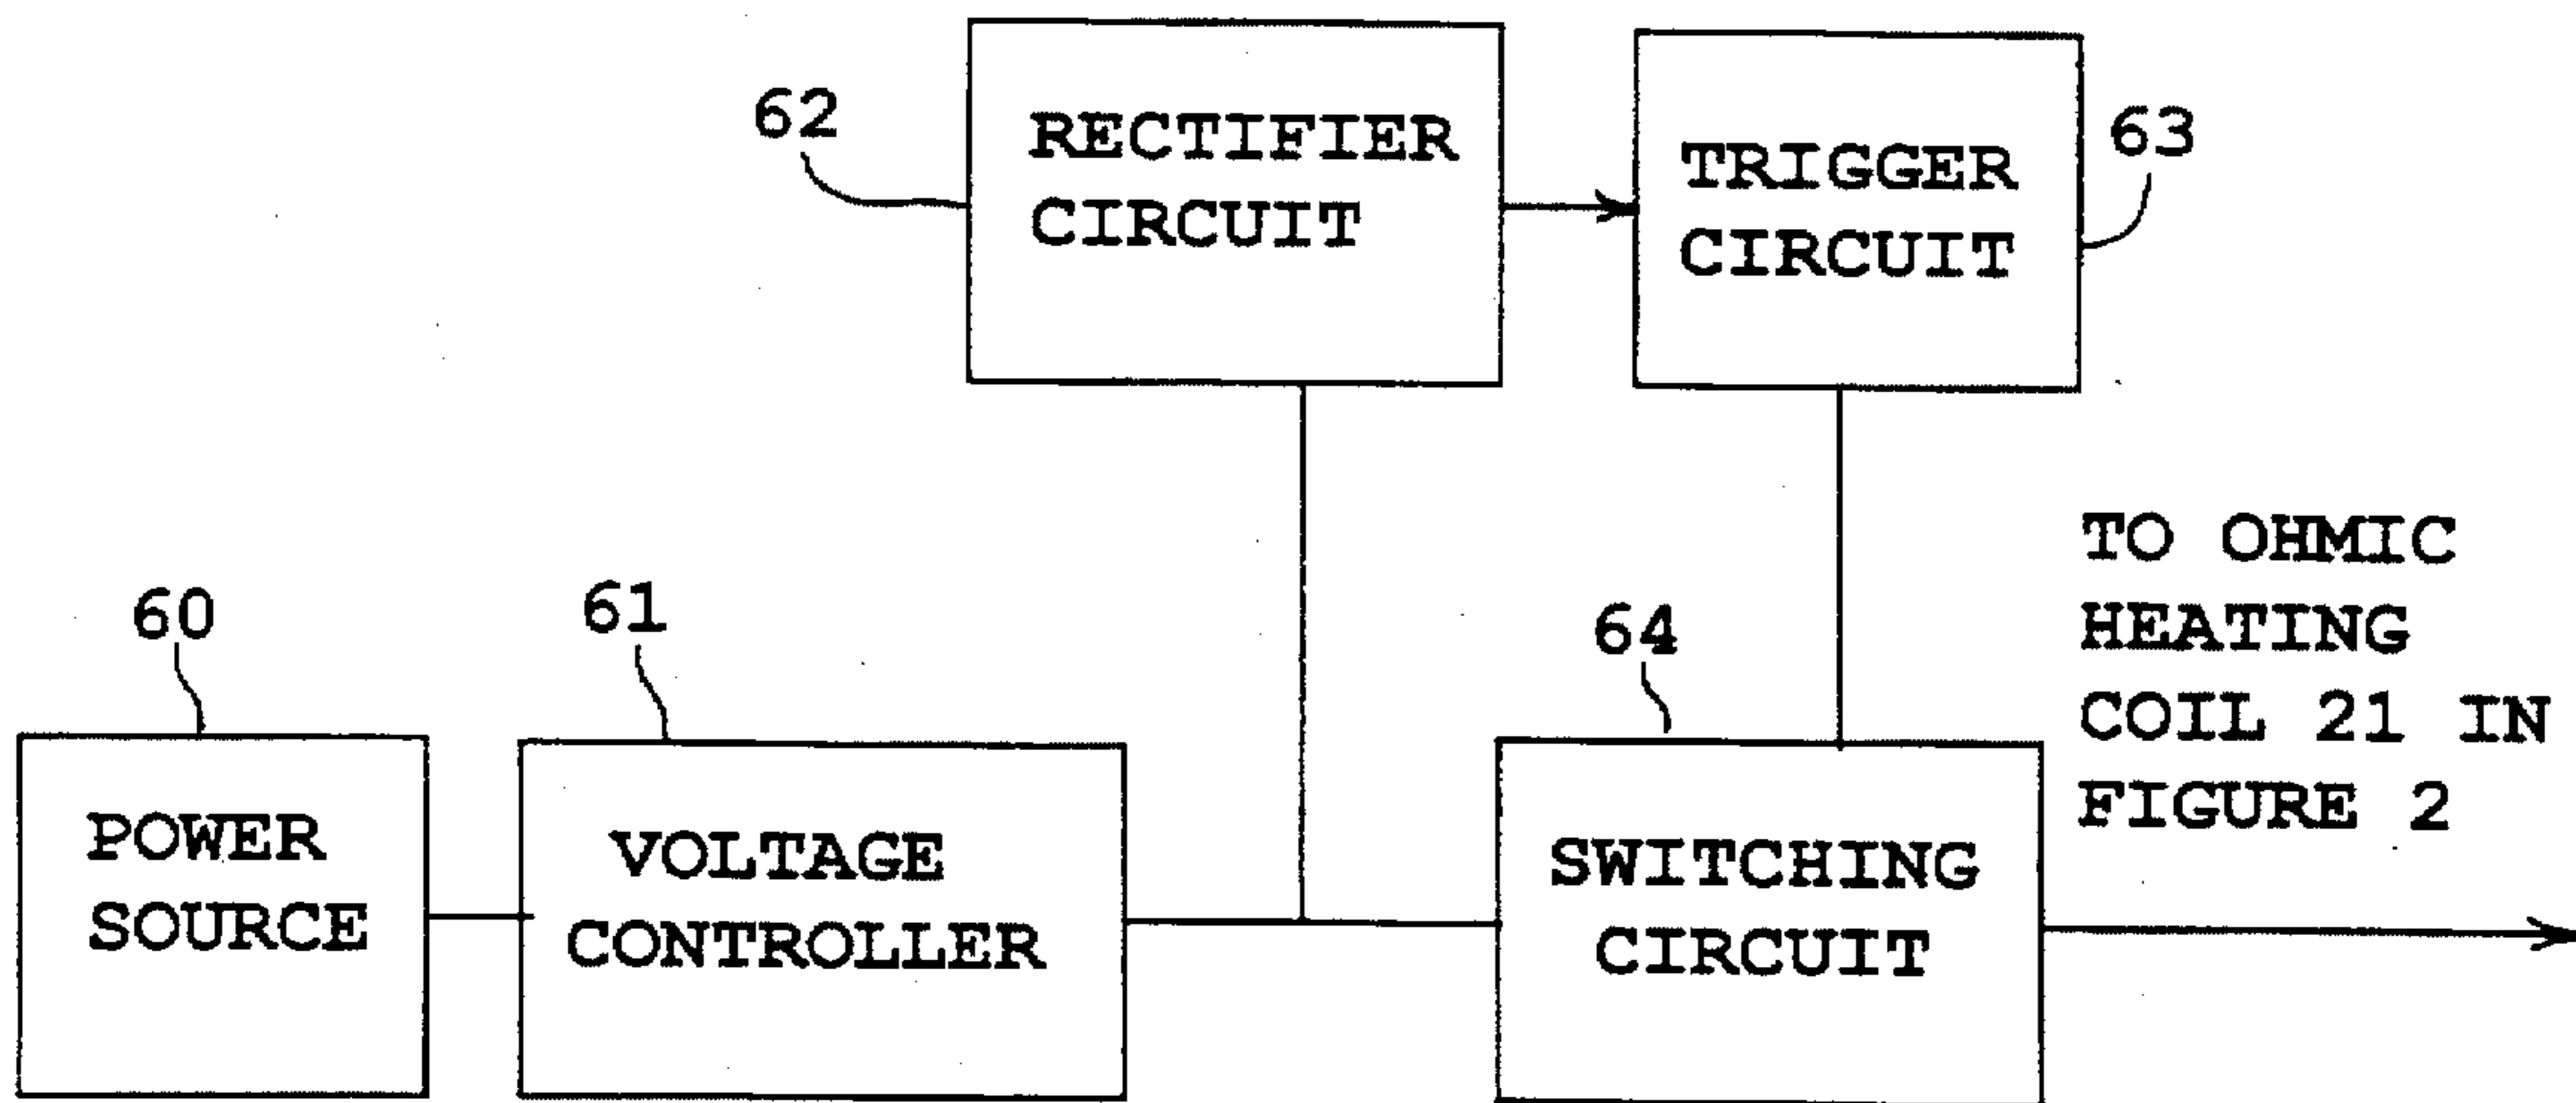 62
RECTIFIER
CIRCUIT
TRIGGER
CIRCUIT
63
60
POWER
SOURCE
61
VOLTAGE
CONTROLLER
64
SWITCHING
CIRCUIT
TO OHMIC
HEATING
COIL 21 IN
FIGURE 2